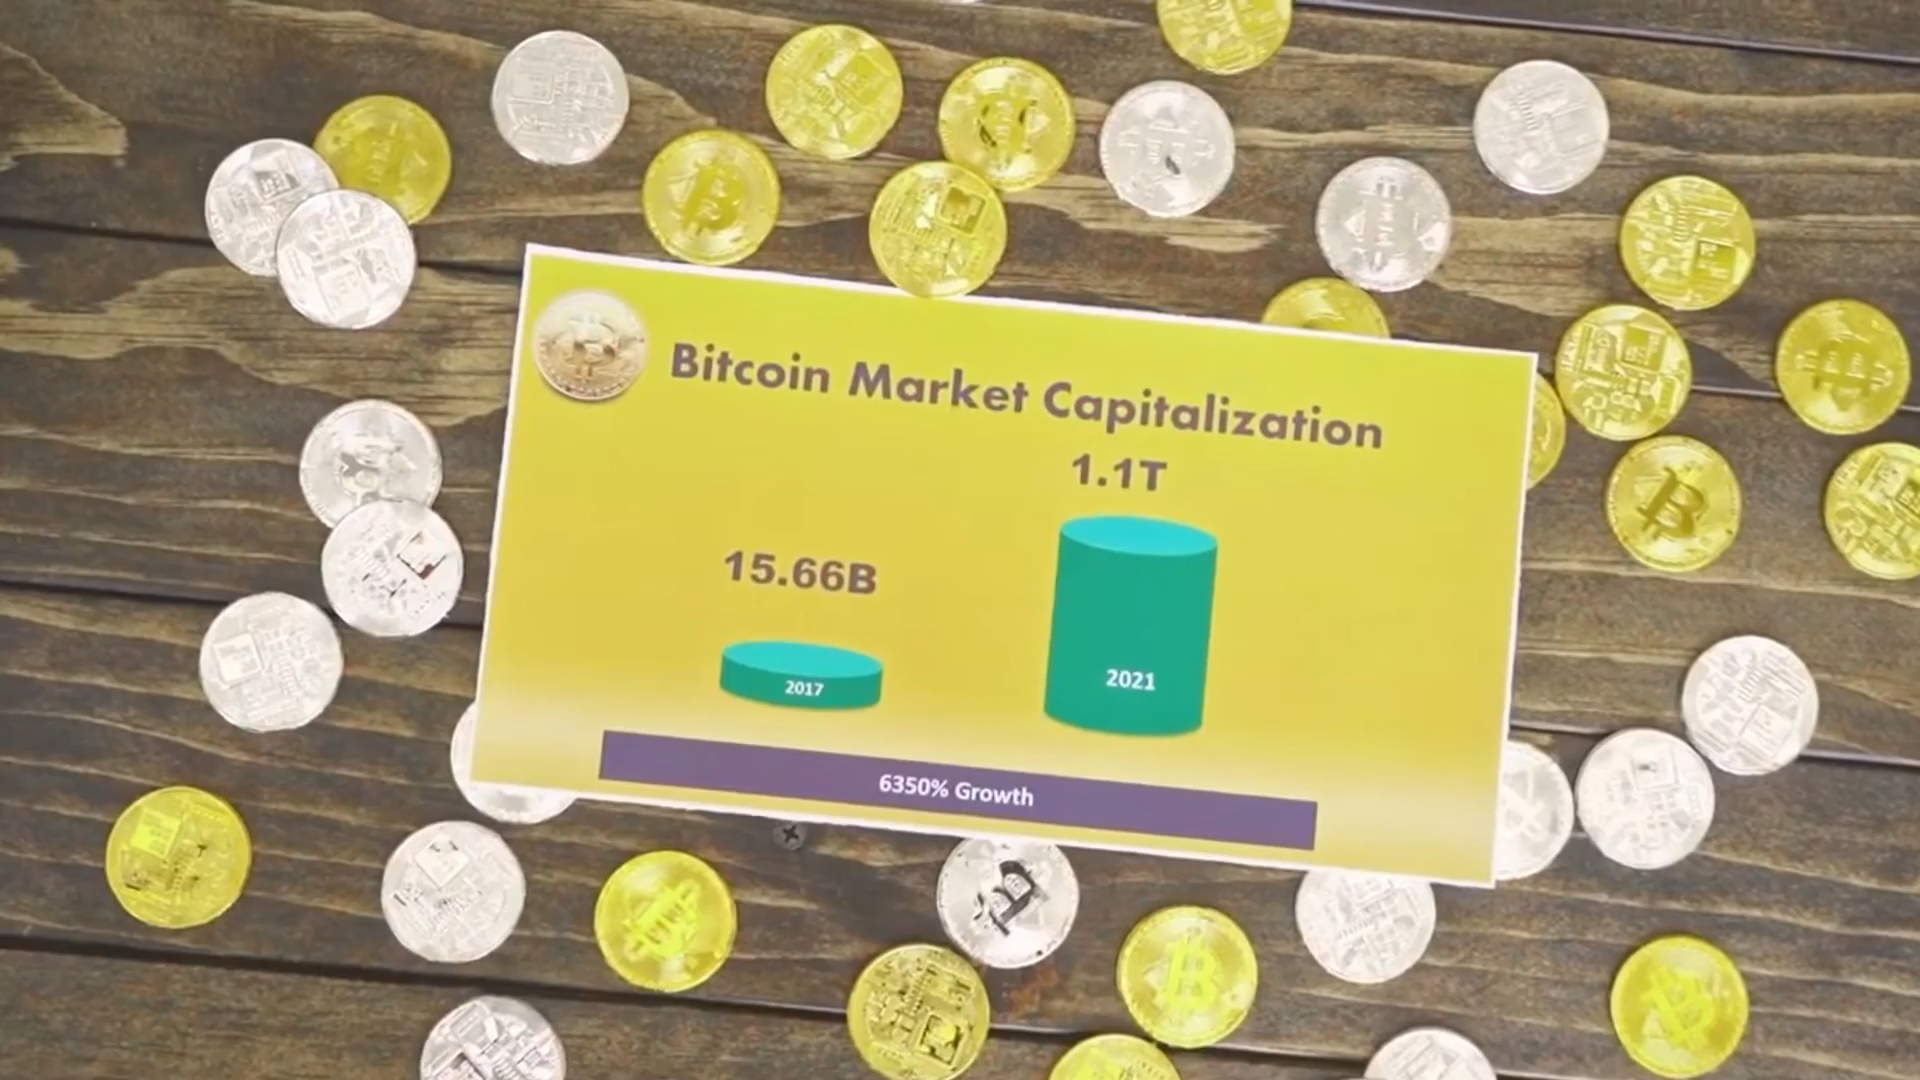 Bitcoin Market Capitalization
1.1T
15.66B
2017
2021
6350% Growth